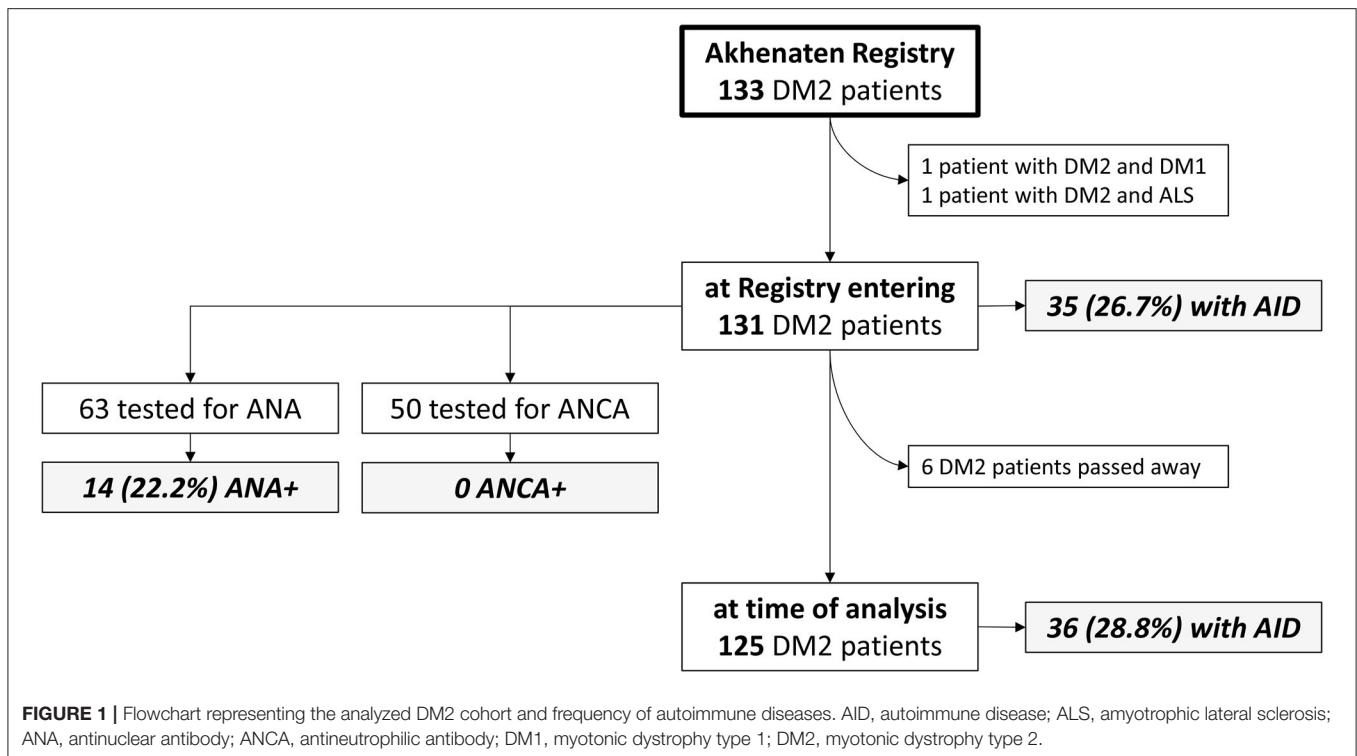 Akhenaten Registry
133 DM2 patients
1 patient with DM2 and DM1
1 patient with DM2 and ALS
at Registry entering
131 DM2 patients
35 (26.7%) with AID
63 tested for ANA
50 tested for ANCA
14 (22.2%) ANA+
0 ANCA+
6 DM2 patients passed away
at time of analysis
125 DM2 patients
36 (28.8%) with AID
FIGURE 1 | Flowchart representing the analyzed DM2 cohort and frequency of autoimmune diseases. AID, autoimmune disease; ALS, amyotrophic lateral sclerosis;
ANA, antinuclear antibody; ANCA, antineutrophilic antibody; DM1, myotonic dystrophy type 1; DM2, myotonic dystrophy type 2.